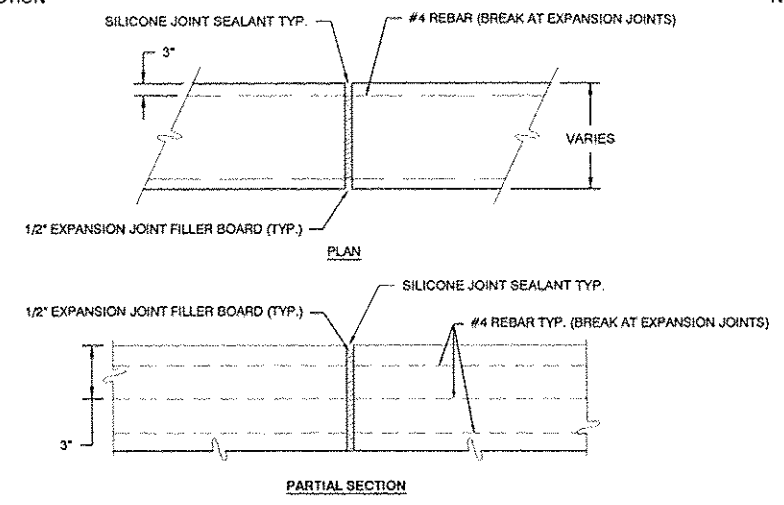 SILICONE JOINT SEALANT TYP.
#4 REBAR (BREAK AT EXPANSION JOINTS)
3"
VARIES
1/2" EXPANSION JOINT FILLER BOARD (TYP.)
PLAN
SILICONE JOINT SEALANT TYP.
1/2" EXPANSION JOINT FILLER BOARD (TYP.)
#4 REBAR TYP. (BREAK AT EXPANSION JOINTS)
3"
PARTIAL SECTION